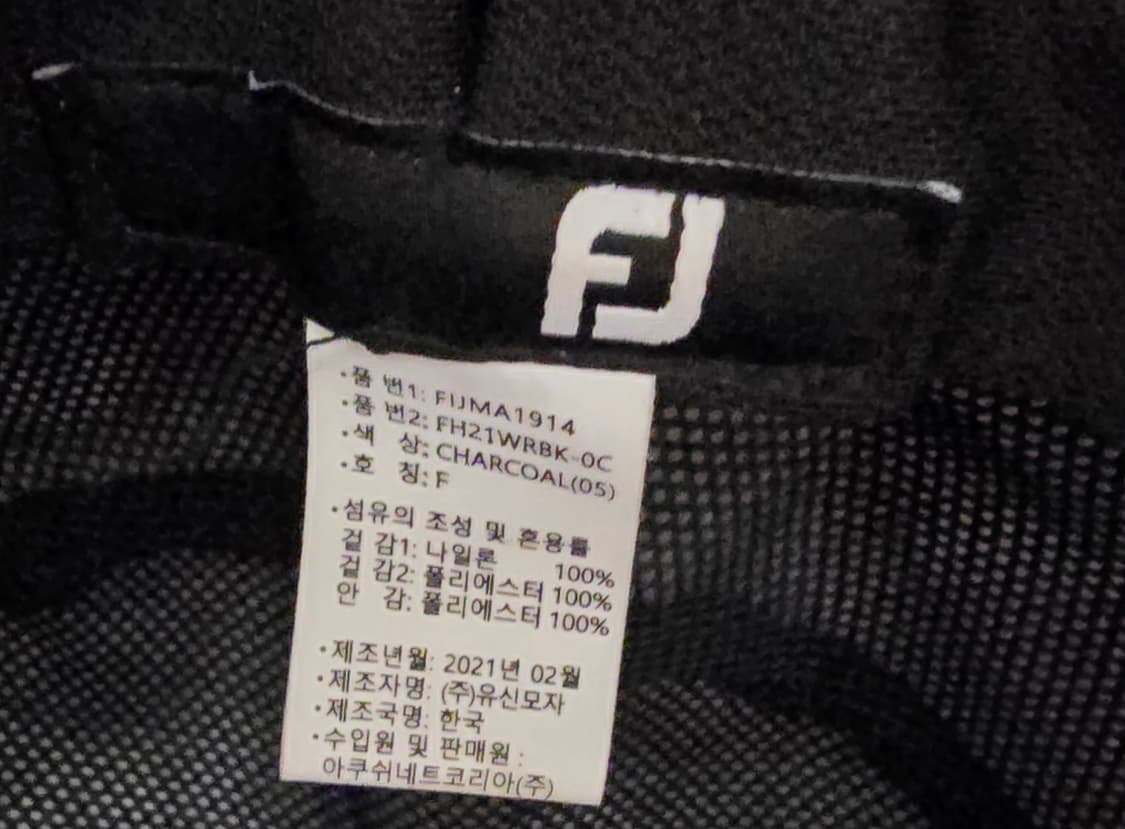 FJ
·품 번1: FIJMA1914
·품 번2: FH21WRBK-0C
·색 상: CHARCOAL(05)
·호 칭: F
·섬유의 조성 및 혼용률
겉 감1: 나일론 100%
겉 감2: 폴리에스터 100%
안 감: 폴리에스터 100%
·제조년월: 2021년 02월
·제조자명: (주)유신모자
·제조국명: 한국
·수입원 및 판매원 :
아쿠쉬네트코리아(주)